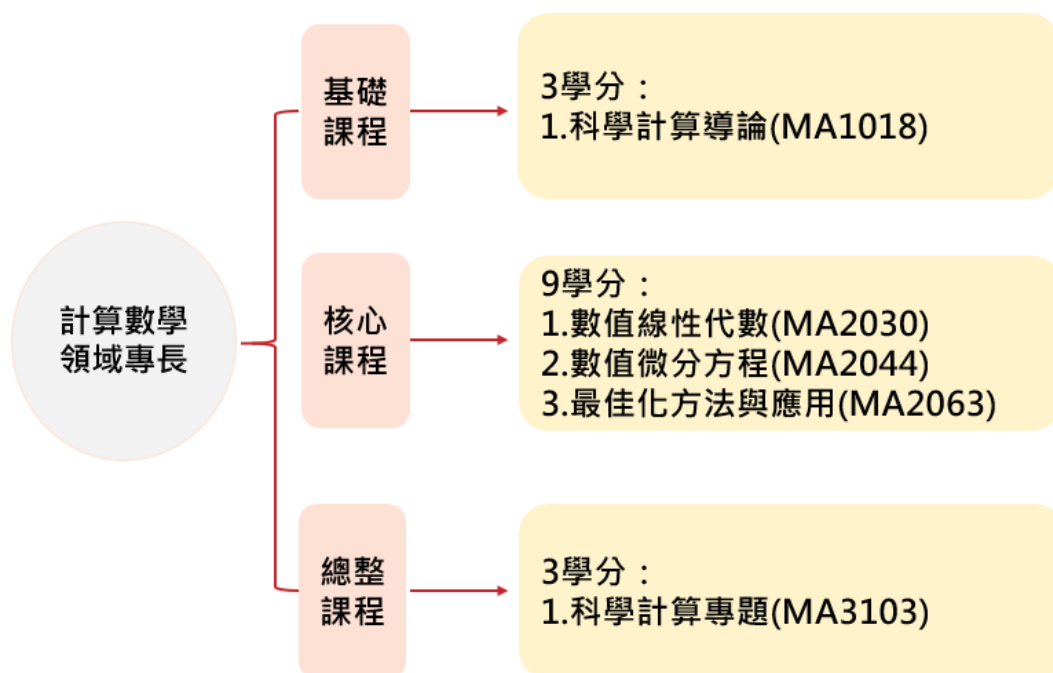 計算數學
領域專長
基礎
課程
3學分：
1.科學計算導論(MA1018)
核心
課程
9學分：
1.數值線性代數(MA2030)
2.數值微分方程(MA2044)
3.最佳化方法與應用(MA2063)
總整
課程
3學分：
1.科學計算專題(MA3103)